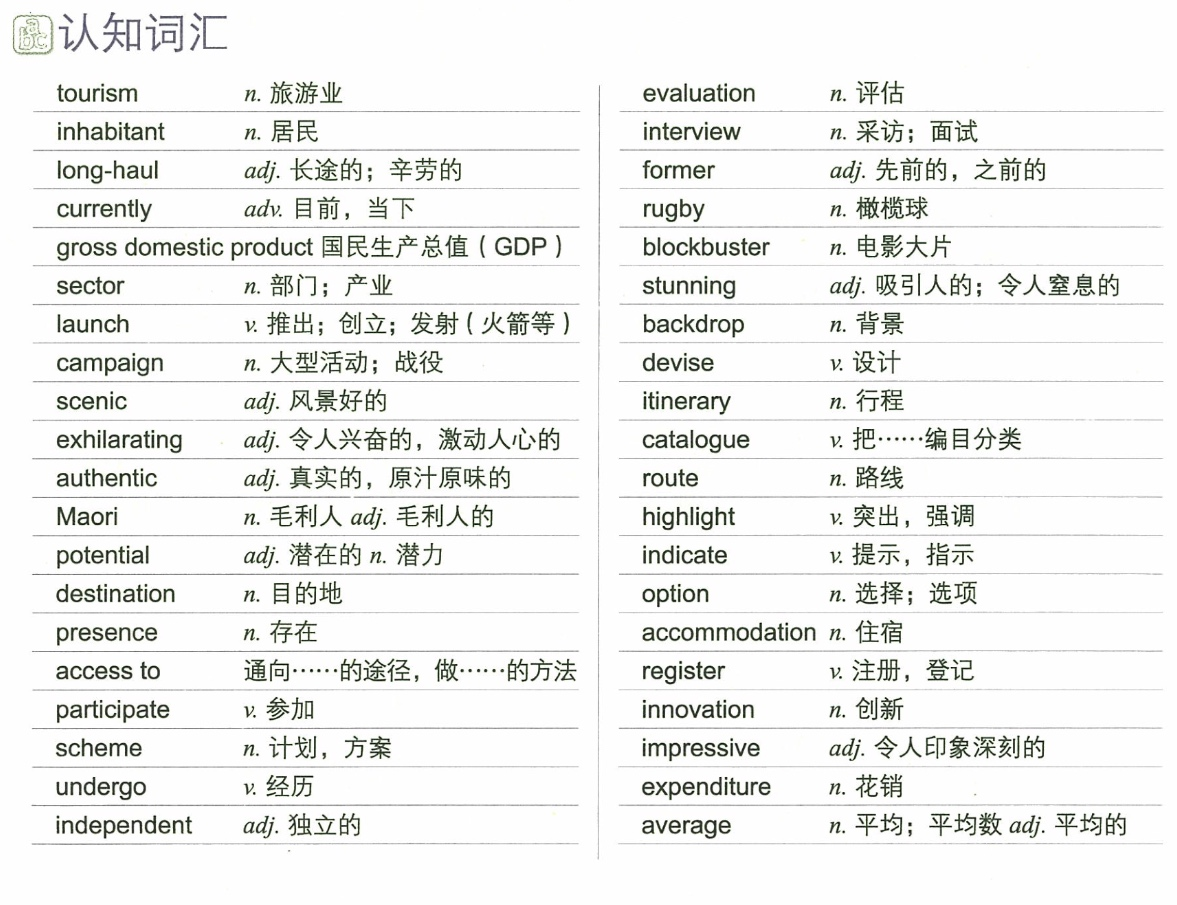 abc 认知词汇
tourism n. 旅游业
inhabitant n. 居民
long-haul adj. 长途的；辛劳的
currently adv. 目前，当下
gross domestic product 国民生产总值（GDP）
sector n. 部门；产业
launch v. 推出；创立；发射（火箭等）
campaign n. 大型活动；战役
scenic adj. 风景好的
exhilarating adj. 令人兴奋的，激动人心的
authentic adj. 真实的，原汁原味的
Maori n. 毛利人 adj. 毛利人的
potential adj. 潜在的 n. 潜力
destination n. 目的地
presence n. 存在
access to 通向……的途径，做……的方法
participate v. 参加
scheme n. 计划，方案
undergo v. 经历
independent adj. 独立的
evaluation n. 评估
interview n. 采访；面试
former adj. 先前的，之前的
rugby n. 橄榄球
blockbuster n. 电影大片
stunning adj. 吸引人的；令人窒息的
backdrop n. 背景
devise v. 设计
itinerary n. 行程
catalogue v. 把……编目分类
route n. 路线
highlight v. 突出，强调
indicate v. 提示，指示
option n. 选择；选项
accommodation n. 住宿
register v. 注册，登记
innovation n. 创新
impressive adj. 令人印象深刻的
expenditure n. 花销
average n. 平均；平均数 adj. 平均的